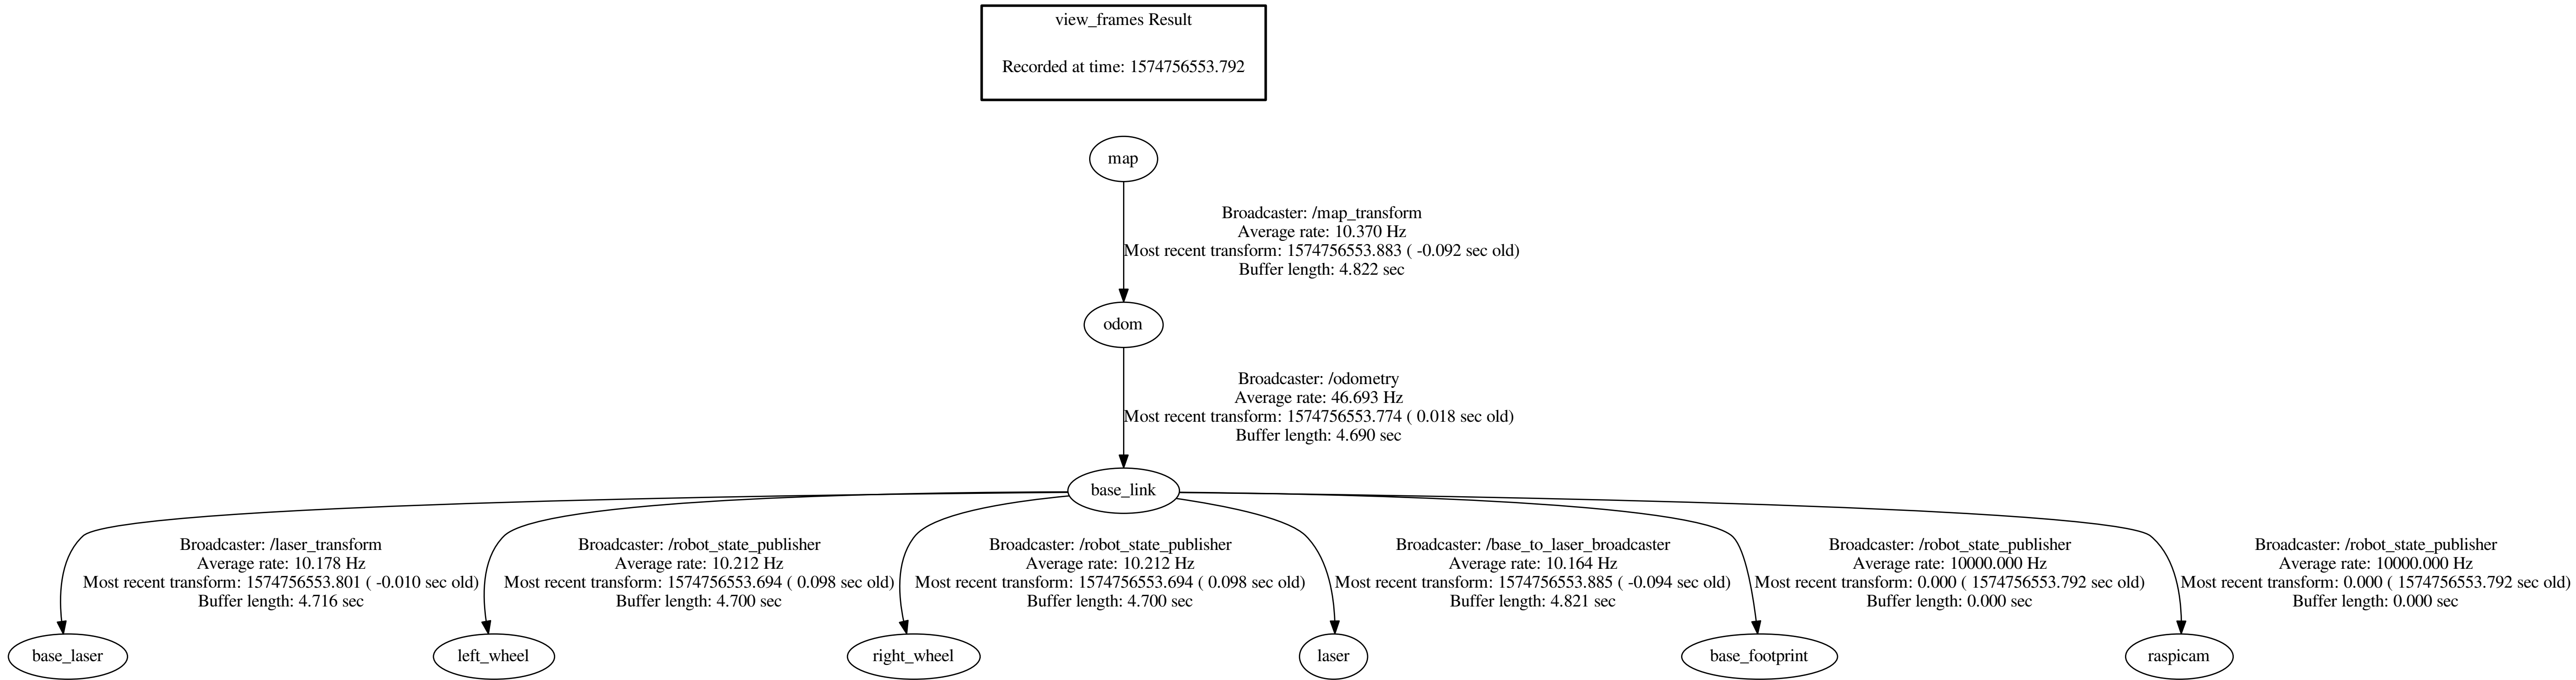 view_frames Result
Recorded at time: 1574756553.792
map
Broadcaster: /map_transform
Average rate: 10.370 Hz
Most recent transform: 1574756553.883 ( -0.092 sec old)
Buffer length: 4.822 sec
odom
Broadcaster: /odometry
Average rate: 46.693 Hz
Most recent transform: 1574756553.774 ( 0.018 sec old)
Buffer length: 4.690 sec
base_link
Broadcaster: /laser_transform
Average rate: 10.178 Hz
Most recent transform: 1574756553.801 ( -0.010 sec old)
Buffer length: 4.716 sec
Broadcaster: /robot_state_publisher
Average rate: 10.212 Hz
Most recent transform: 1574756553.694 ( 0.098 sec old)
Buffer length: 4.700 sec
Broadcaster: /robot_state_publisher
Average rate: 10.212 Hz
Most recent transform: 1574756553.694 ( 0.098 sec old)
Buffer length: 4.700 sec
Broadcaster: /base_to_laser_broadcaster
Average rate: 10.164 Hz
Most recent transform: 1574756553.885 ( -0.094 sec old)
Buffer length: 4.821 sec
Broadcaster: /robot_state_publisher
Average rate: 10000.000 Hz
Most recent transform: 0.000 ( 1574756553.792 sec old)
Buffer length: 0.000 sec
Broadcaster: /robot_state_publisher
Average rate: 10000.000 Hz
Most recent transform: 0.000 ( 1574756553.792 sec old)
Buffer length: 0.000 sec
base_laser
left_wheel
right_wheel
laser
base_footprint
raspicam